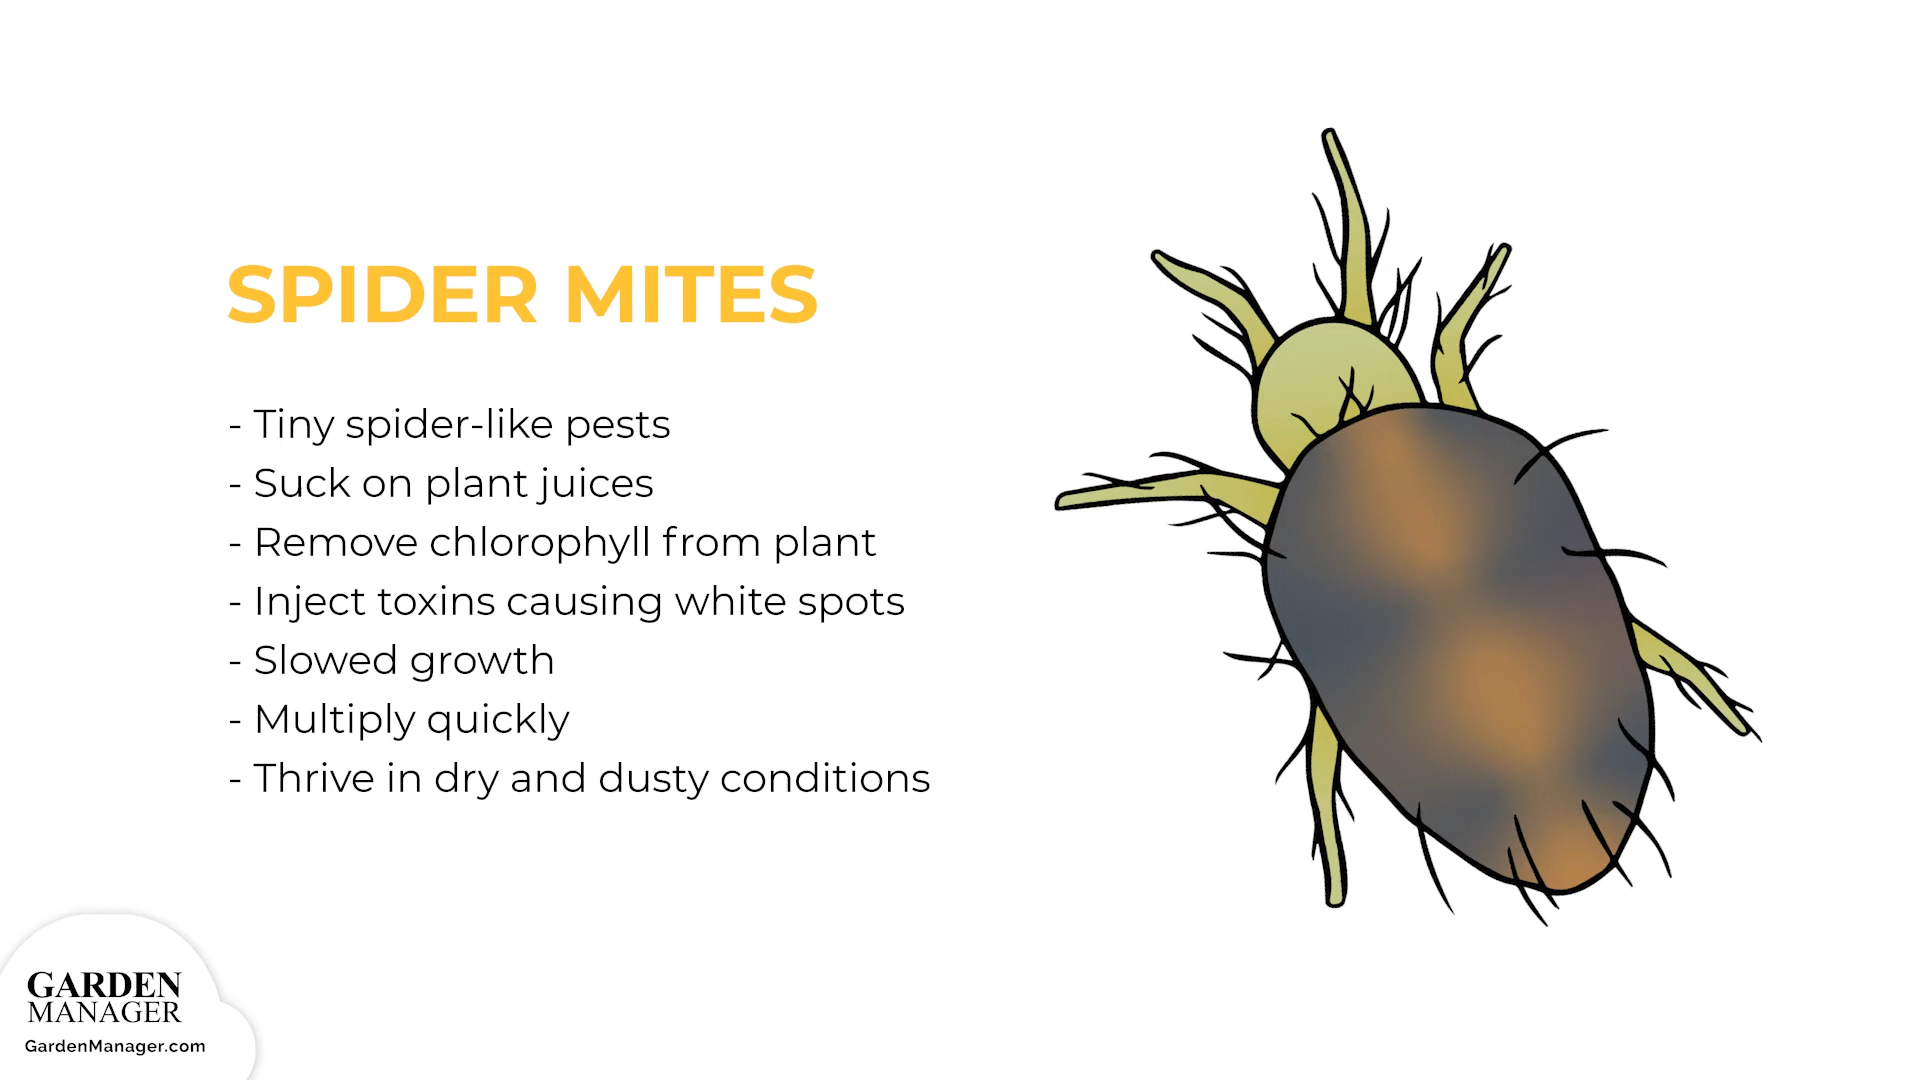 SPIDER MITES
- Tiny spider-like pests
- Suck on plant juices
- Remove chlorophyll from plant
- Inject toxins causing white spots
- Slowed growth
- Multiply quickly
- Thrive in dry and dusty conditions
GARDEN
MANAGER
GardenManager.com